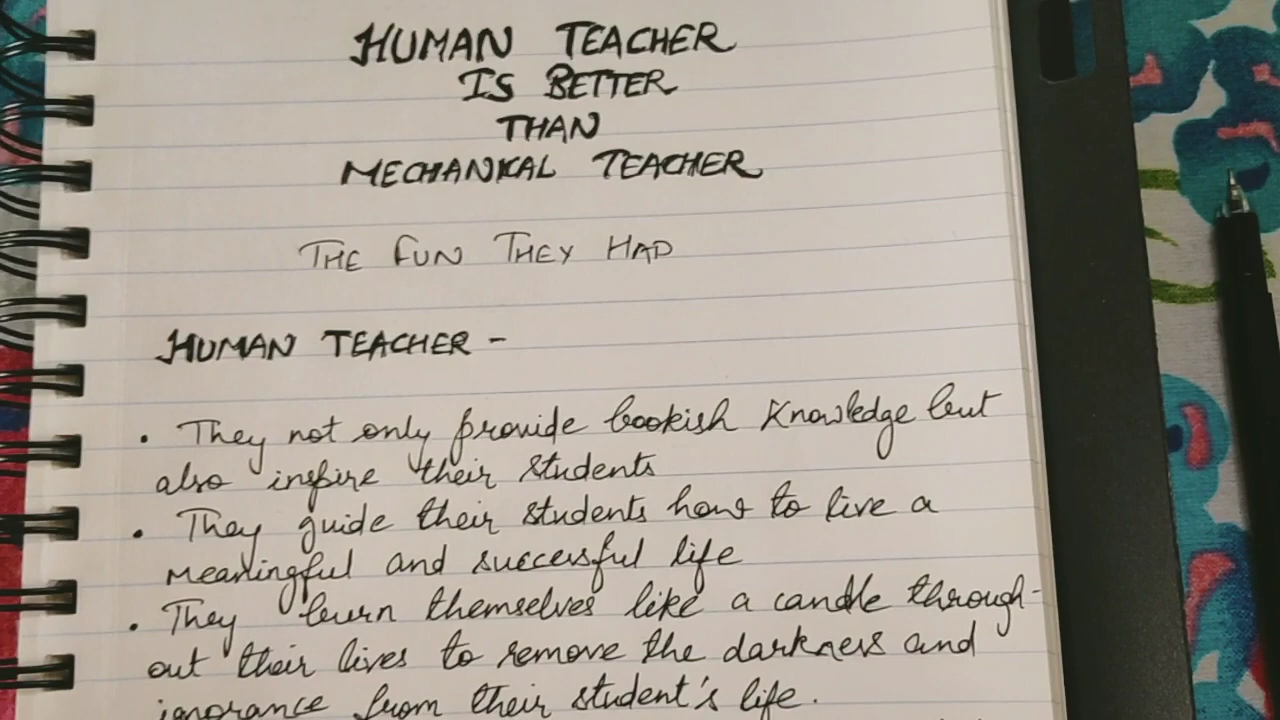 HUMAN TEACHER
IS BETTER
THAN
MECHANICAL TEACHER
THE FUN THEY HAD
HUMAN TEACHER -
• They not only provide bookish knowledge but
also inspire their students
• They guide their students how to live a
meaningful and successful life
• They burn themselves like a candle through-
out their lives to remove the darkness and
ignorance from their student's life.